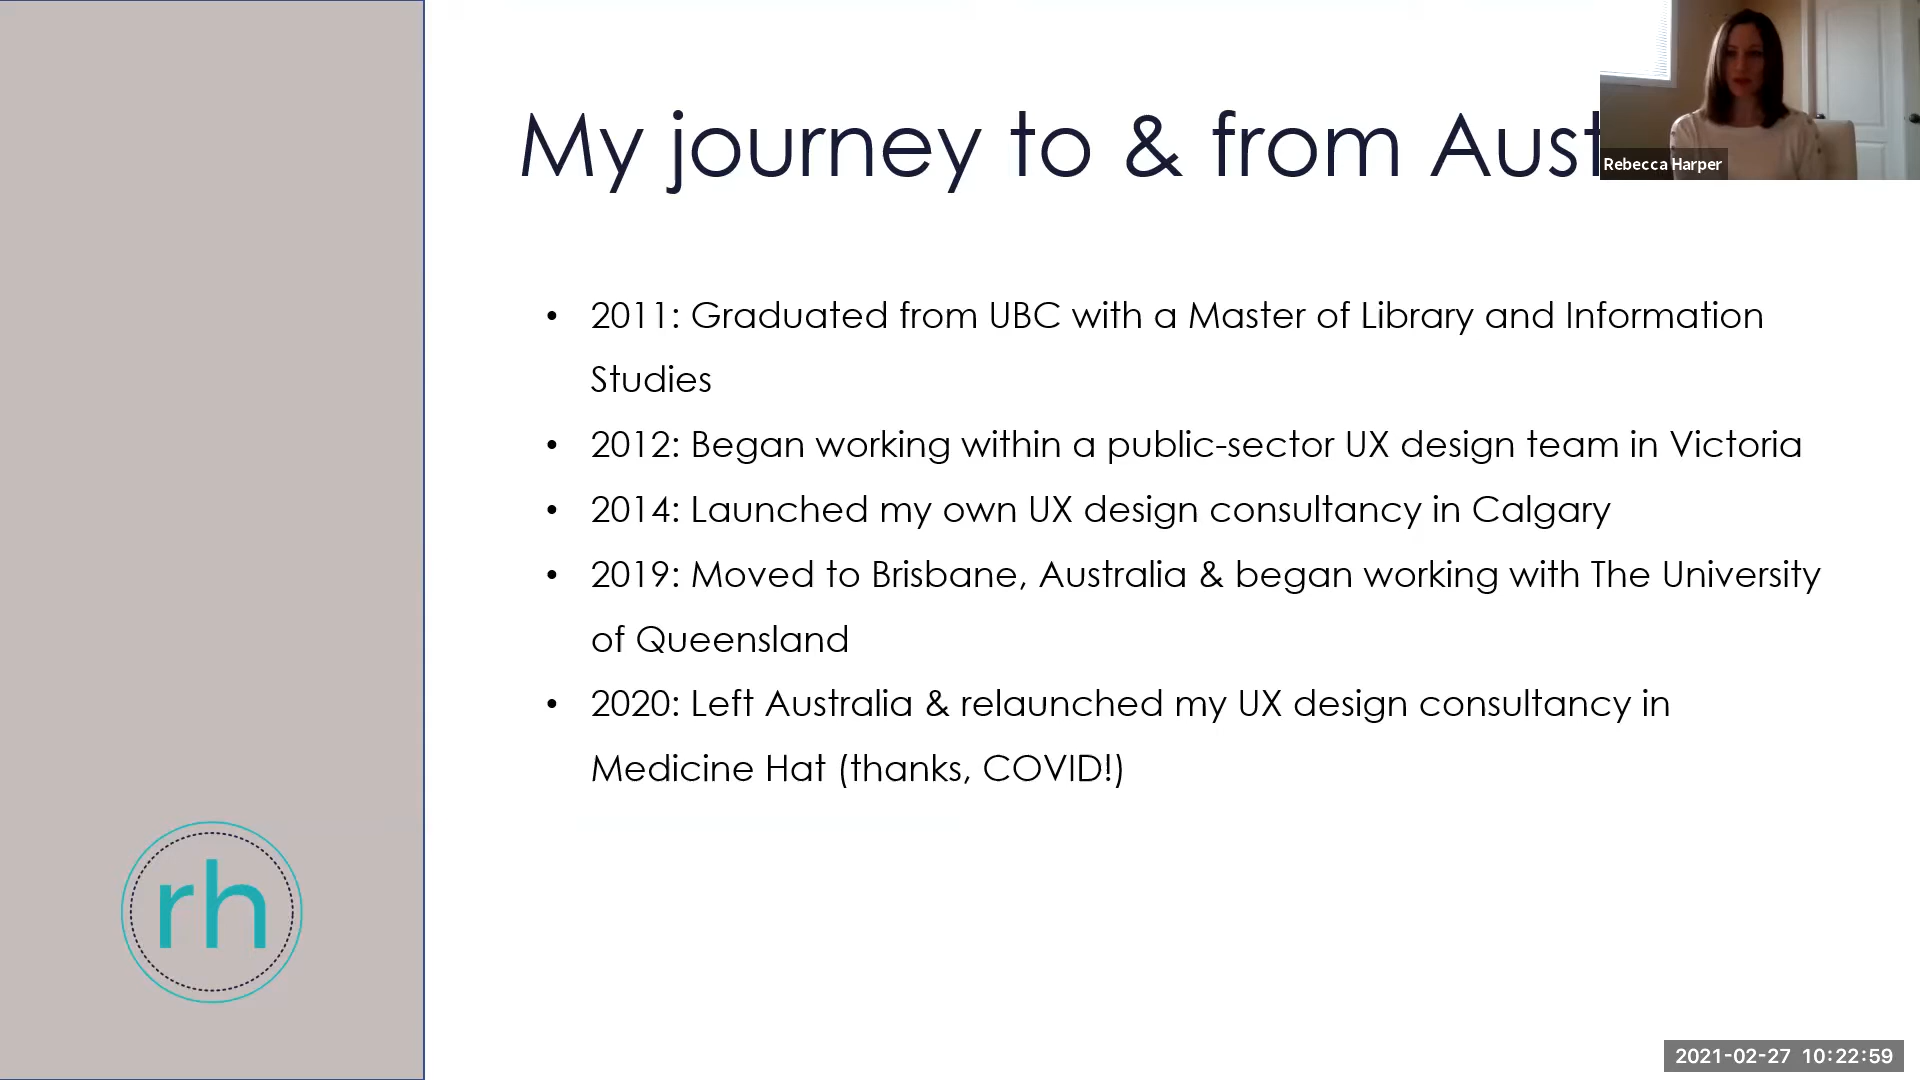 My journey to & from Aust
Rebecca Harper
• 2011: Graduated from UBC with a Master of Library and Information
Studies
• 2012: Began working within a public-sector UX design team in Victoria
• 2014: Launched my own UX design consultancy in Calgary
• 2019: Moved to Brisbane, Australia & began working with The University
of Queensland
• 2020: Left Australia & relaunched my UX design consultancy in
Medicine Hat (thanks, COVID!)
rh
2021-02-27 10:22:59